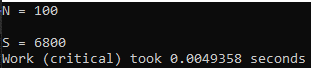 N = 100
S = 6800
Work (critical) took 0.0049358 seconds